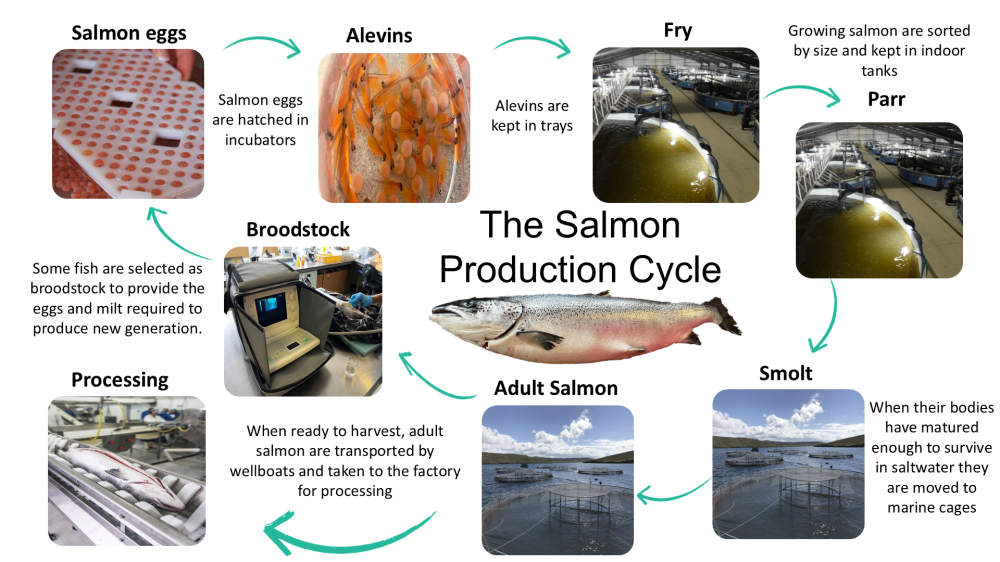 Salmon eggs
Salmon eggs
are hatched in
incubators
Alevins
Alevins are
kept in trays
Fry
Growing salmon are sorted
by size and kept in indoor
tanks
Parr
The Salmon
Production Cycle
Broodstock
Some fish are selected as
broodstock to provide the
eggs and milt required to
produce new generation.
Smolt
When their bodies
have matured
enough to survive
in saltwater they
are moved to
marine cages
Adult Salmon
When ready to harvest, adult
salmon are transported by
wellboats and taken to the factory
for processing
Processing